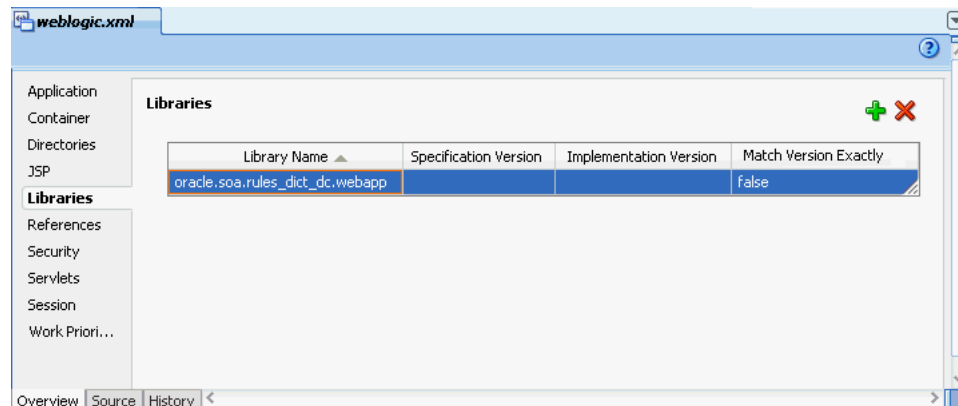 weblogic.xml
Application
Container
Directories
JSP
Libraries
References
Security
Servlets
Session
Work Priori...
Libraries
Library Name Specification Version Implementation Version Match Version Exactly
oracle.soa.rules_dict_dc.webapp false
Overview Source History